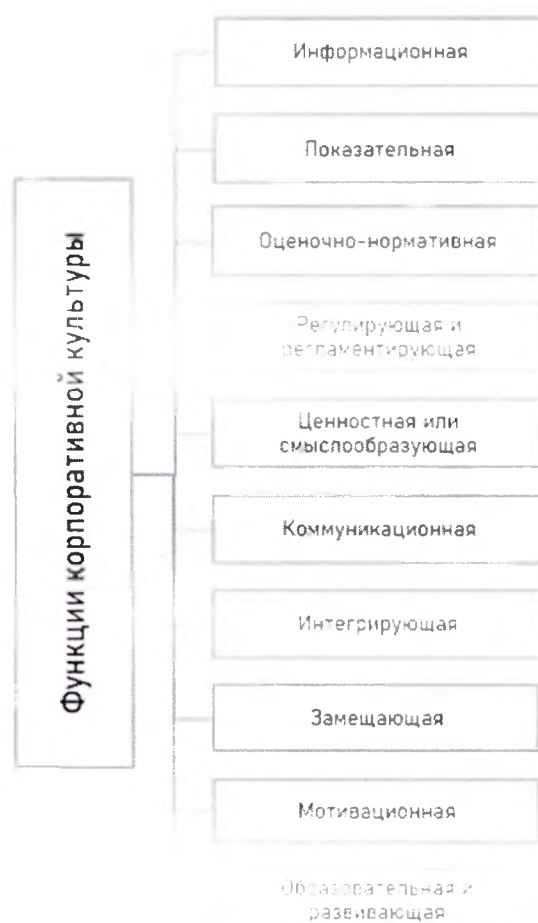 Функции корпоративной культуры
Информационная
Показательная
Оценочно-нормативная
Регулирующая и
регламентирующая
Ценностная или
смыслообразующая
Коммуникационная
Интегрирующая
Замещающая
Мотивационная
Образовательная и
развивающая